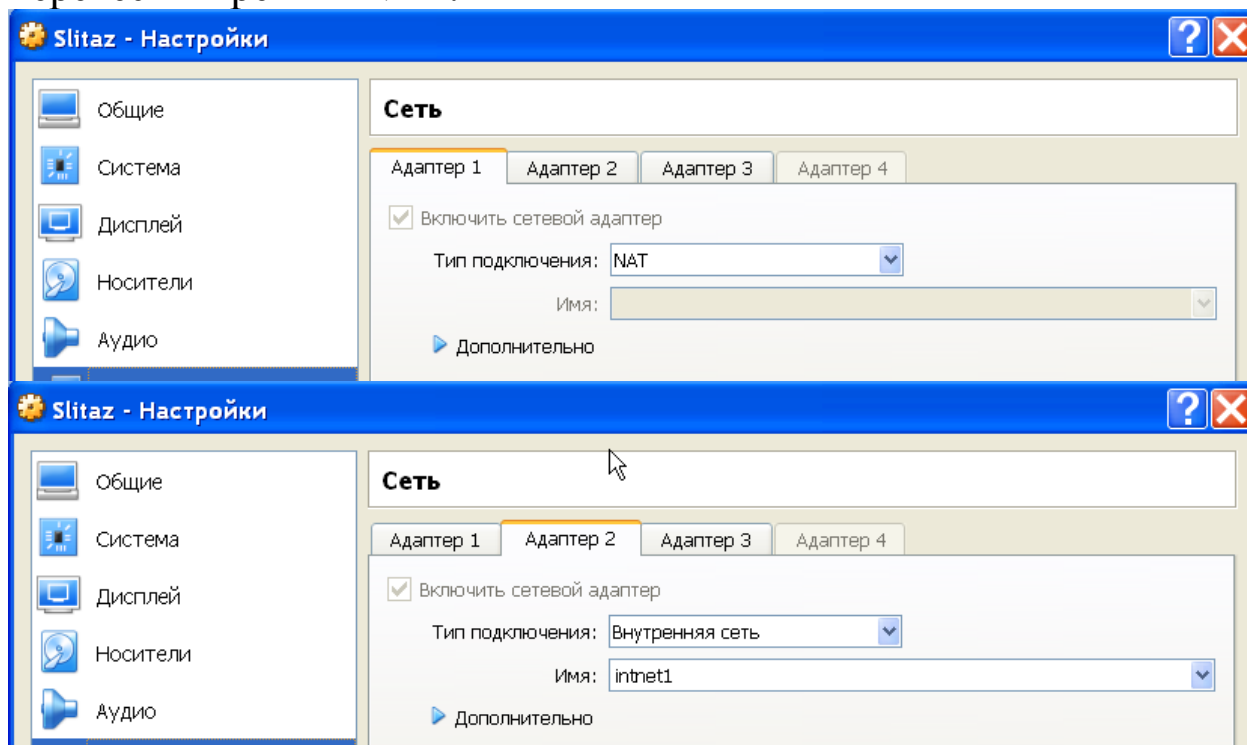 Slitaz - Настройки
Общие
Система
Дисплей
Носители
Аудио
Сеть
Адаптер 1 Адаптер 2 Адаптер 3 Адаптер 4
Включить сетевой адаптер
Тип подключения: NAT
Имя:
Дополнительно
Slitaz - Настройки
Общие
Система
Дисплей
Носители
Аудио
Сеть
Адаптер 1 Адаптер 2 Адаптер 3 Адаптер 4
Включить сетевой адаптер
Тип подключения: Внутренняя сеть
Имя: intnet1
Дополнительно